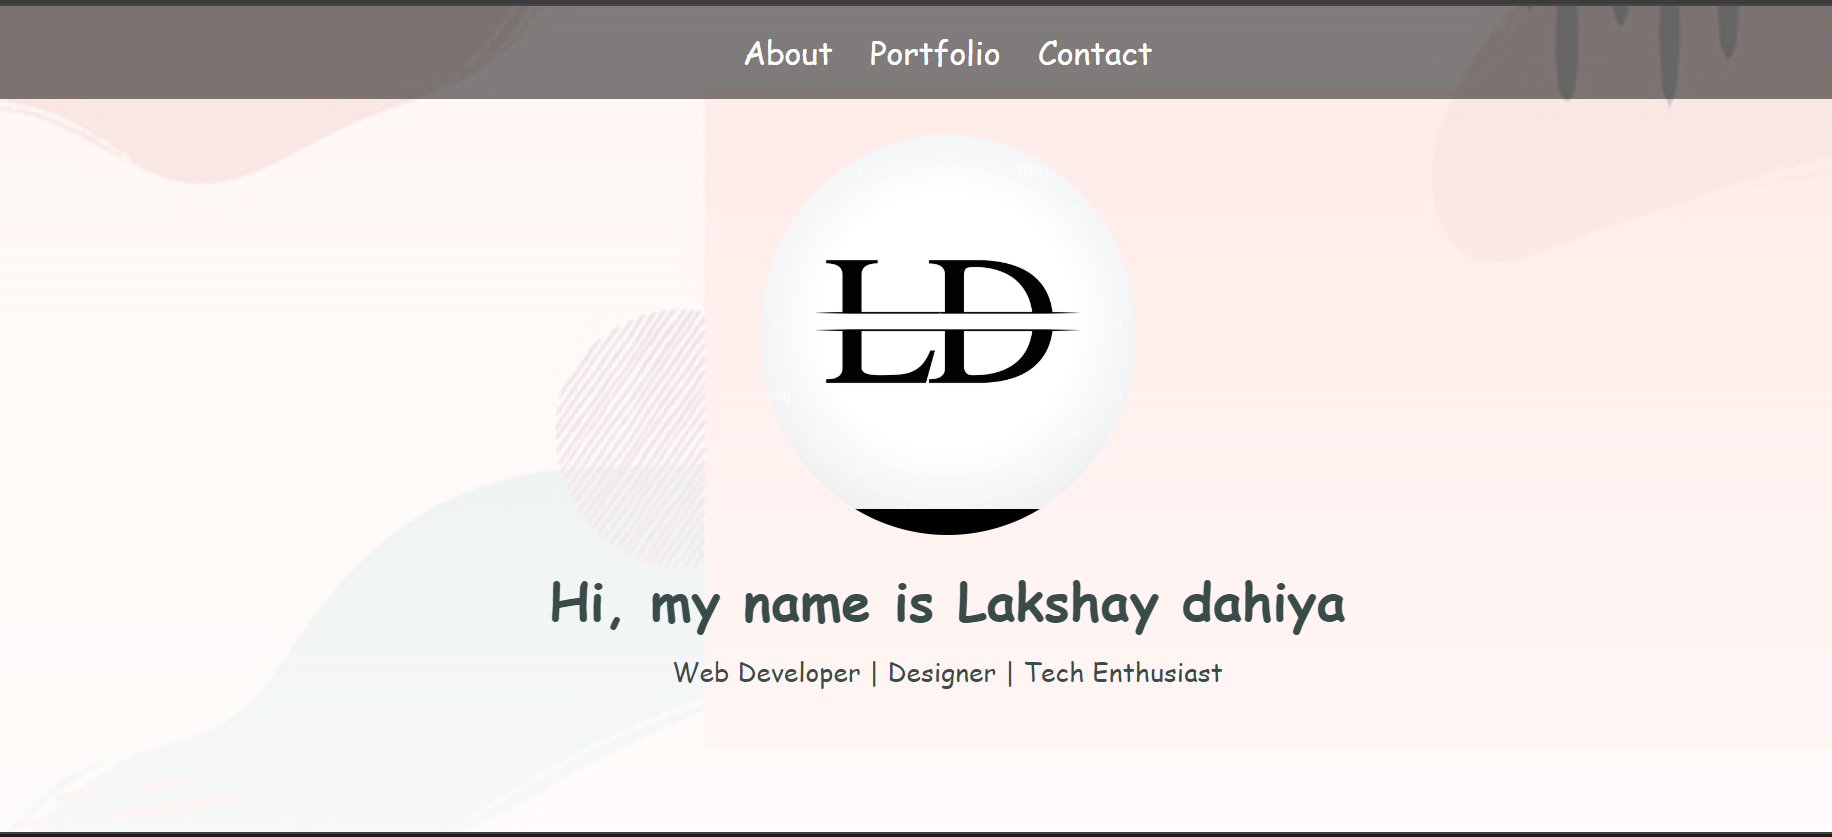 About Portfolio Contact
LD
Hi, my name is Lakshay dahiya
Web Developer | Designer | Tech Enthusiast